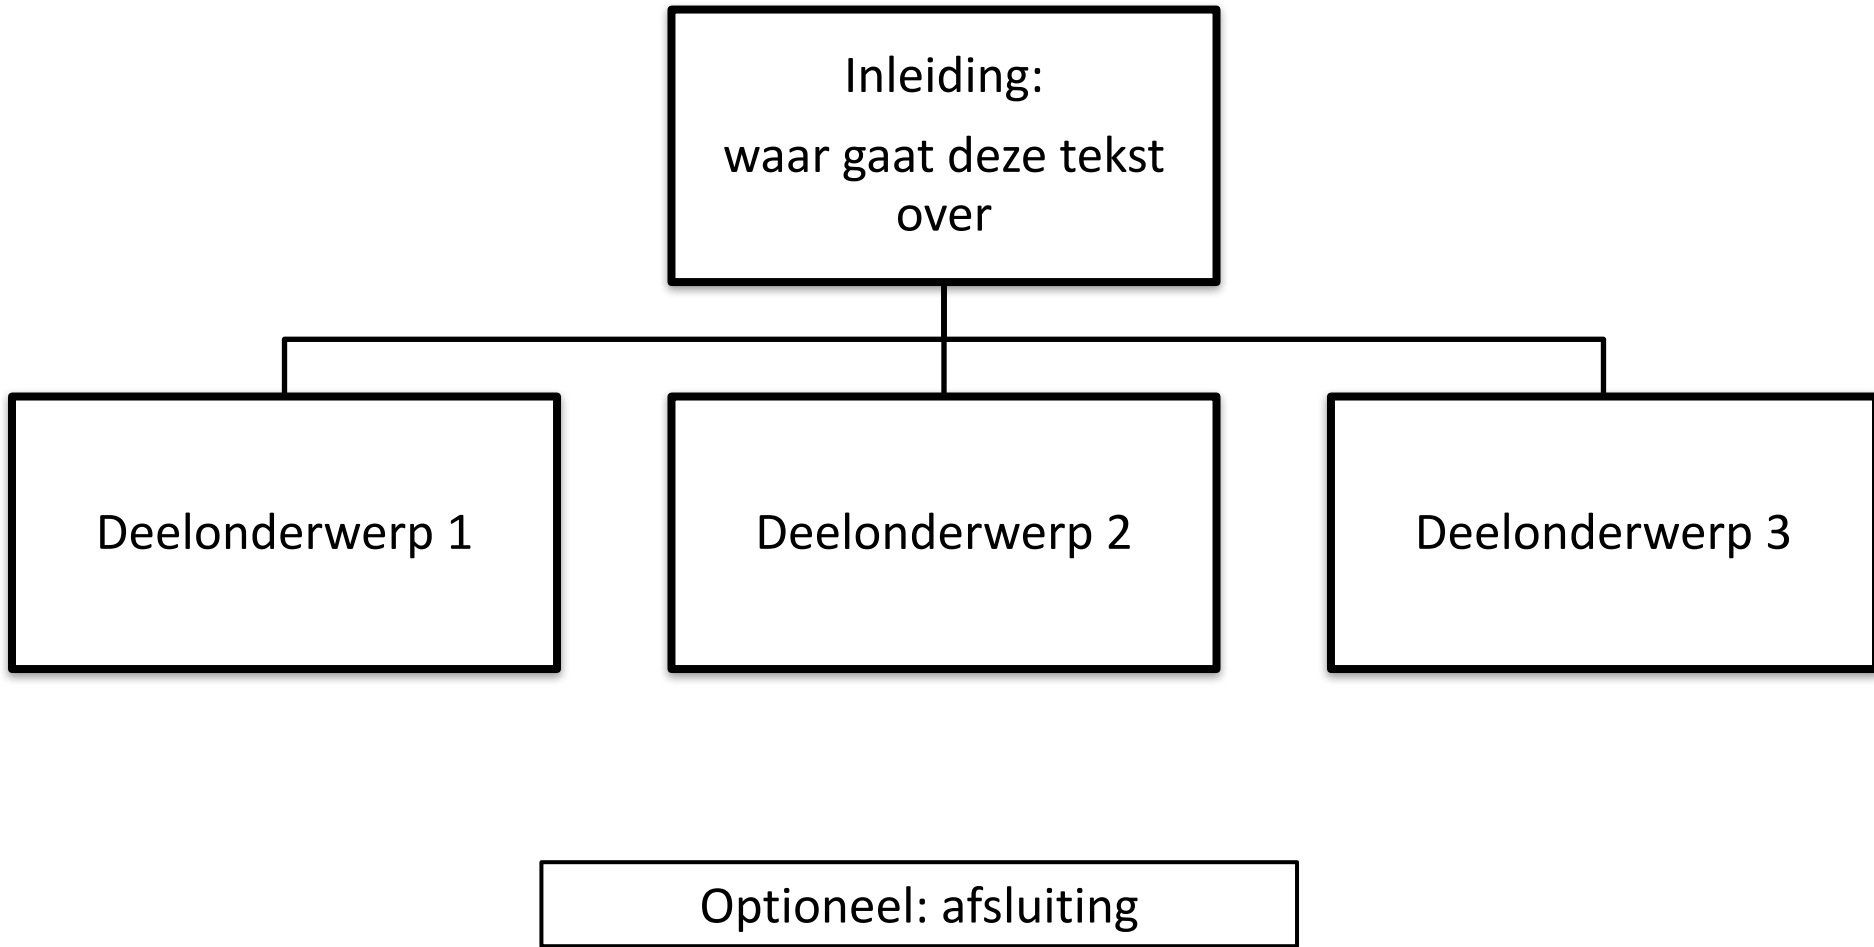 Inleiding:
waar gaat deze tekst
over
Deelonderwerp 1
Deelonderwerp 2
Deelonderwerp 3
Optioneel: afsluiting